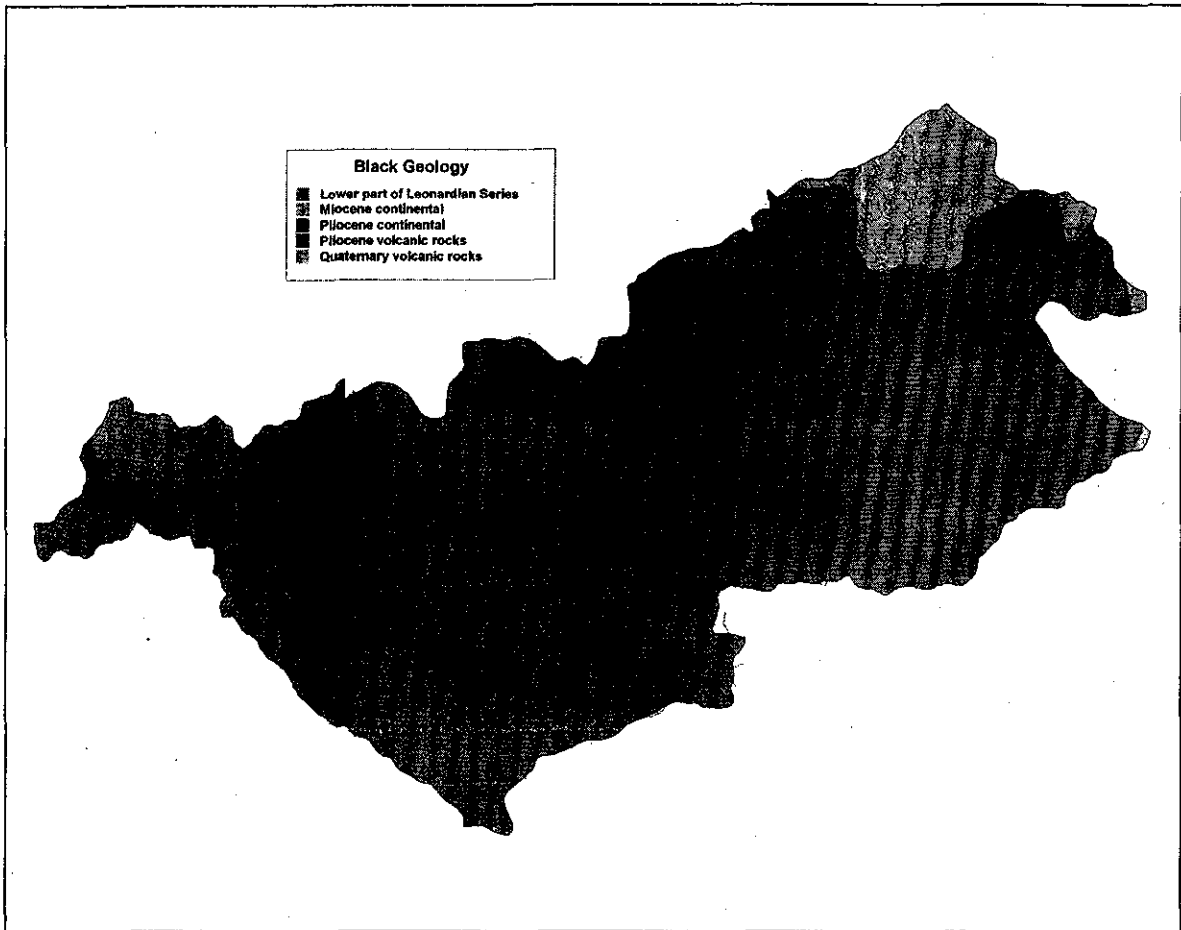 Black Geology
Lower part of Leonardian Series
Miocene continental
Pliocene continental
Pliocene volcanic rocks
Quaternary volcanic rocks